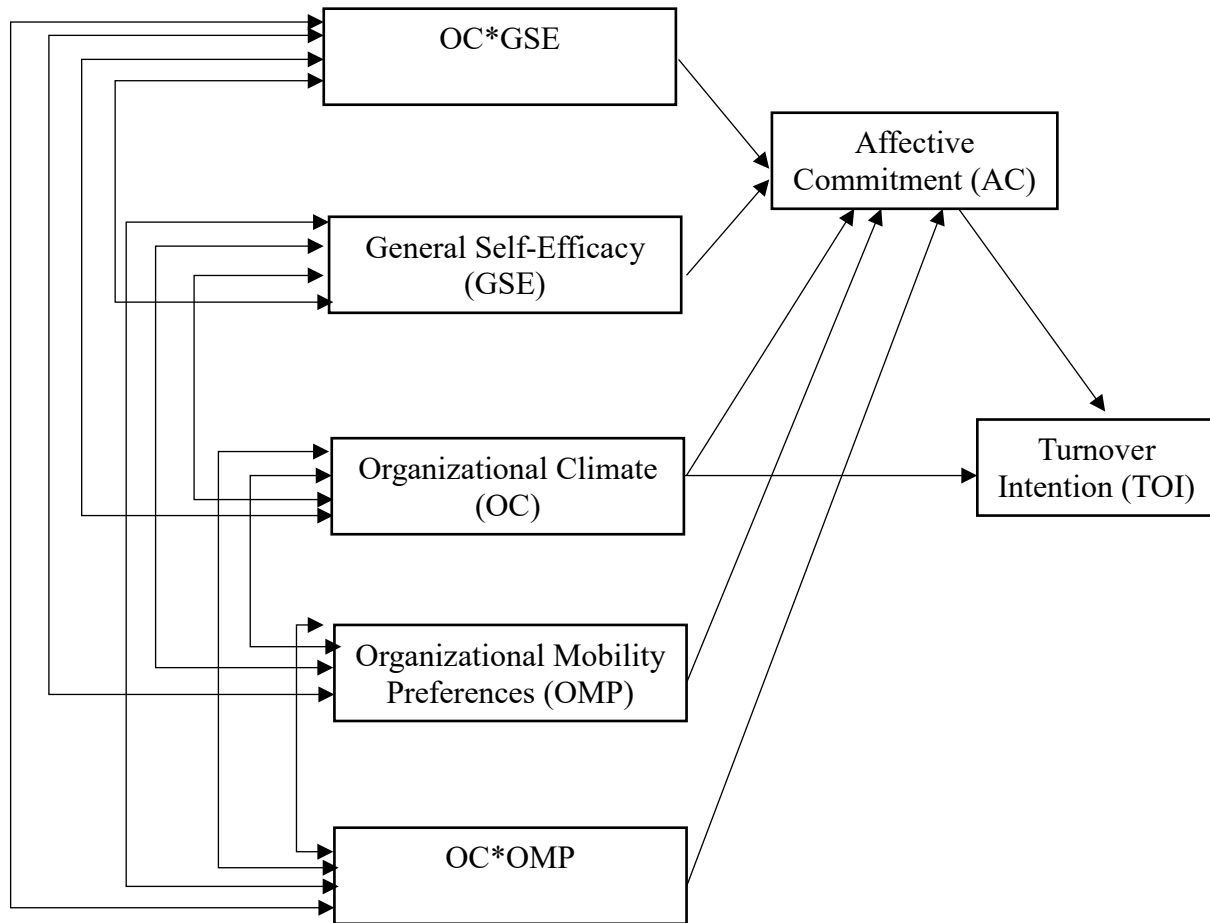 OC*GSE
Affective
Commitment (AC)
General Self-Efficacy
(GSE)
Organizational Climate
(OC)
Turnover
Intention (TOI)
Organizational Mobility
Preferences (OMP)
OC*OMP